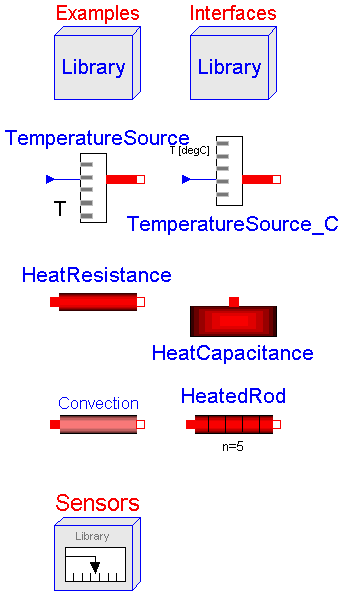 Examples
Interfaces
Library
Library
TemperatureSource
T [degC]
T
TemperatureSource_C
HeatResistance
HeatCapacitance
Convection
HeatedRod
n=5
Sensors
Library